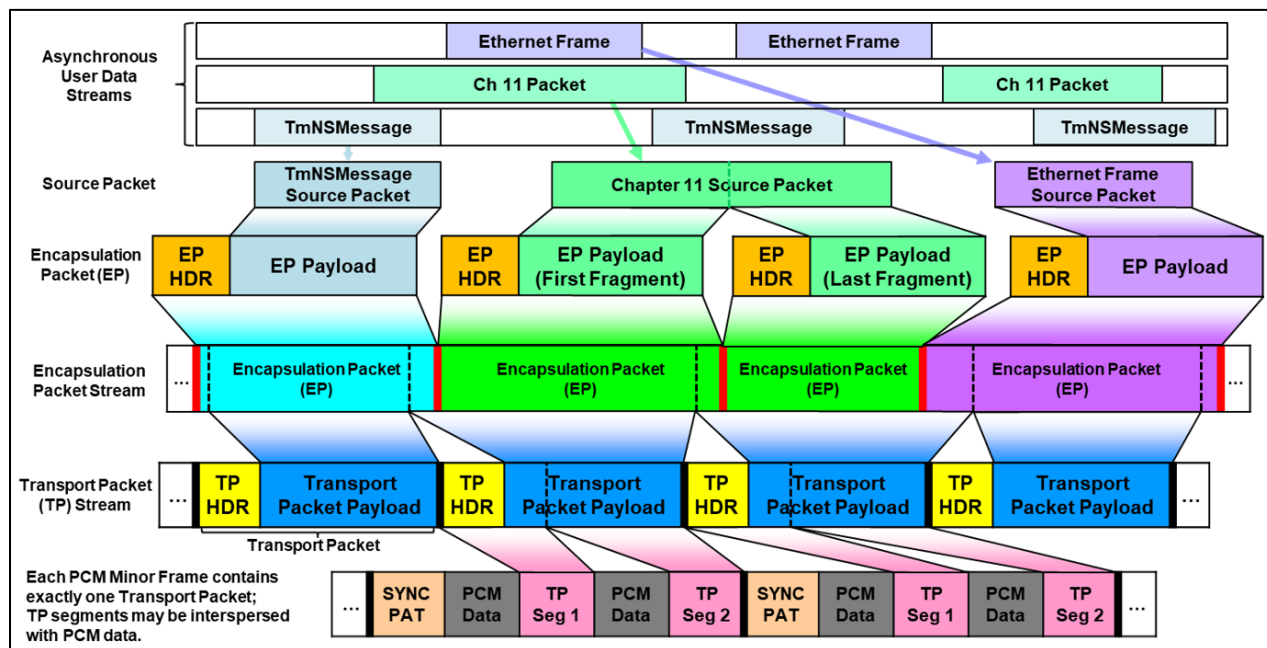 Asynchronous
User Data
Streams
Ethernet Frame
Ethernet Frame
Ch 11 Packet
Ch 11 Packet
TmNSMessage
TmNSMessage
TmNSMessage
Source Packet
TmNSMessage
Source Packet
Chapter 11 Source Packet
Ethernet Frame
Source Packet
Encapsulation
Packet (EP)
EP
HDR
EP Payload
EP
HDR
EP Payload
(First Fragment)
EP
HDR
EP Payload
(Last Fragment)
EP
HDR
EP Payload
Encapsulation
Packet Stream
...
Encapsulation Packet
(EP)
Encapsulation Packet
(EP)
Encapsulation Packet
(EP)
Encapsulation Packet
(EP)
...
Transport Packet
(TP) Stream
...
TP
HDR
Transport
Packet Payload
TP
HDR
Transport
Packet Payload
TP
HDR
Transport
Packet Payload
TP
HDR
Transport
Packet Payload
...
Transport Packet
Each PCM Minor Frame contains
exactly one Transport Packet;
TP segments may be interspersed
with PCM data.
...
SYNC
PAT
PCM
Data
TP
Seg 1
PCM
Data
TP
Seg 2
SYNC
PAT
PCM
Data
TP
Seg 1
PCM
Data
TP
Seg 2
...